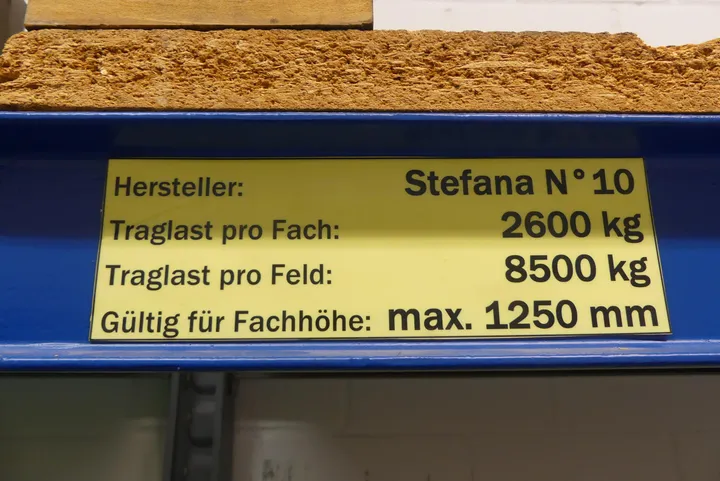 Hersteller: Stefana N°10
Traglast pro Fach: 2600 kg
Traglast pro Feld: 8500 kg
Gültig für Fachhöhe: max. 1250 mm